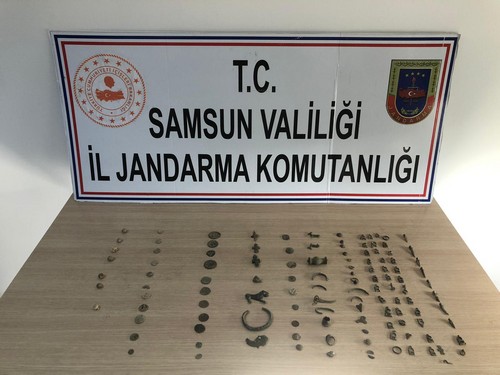 T.C.
SAMSUN VALİLİĞİ
İL JANDARMA KOMUTANLIĞI